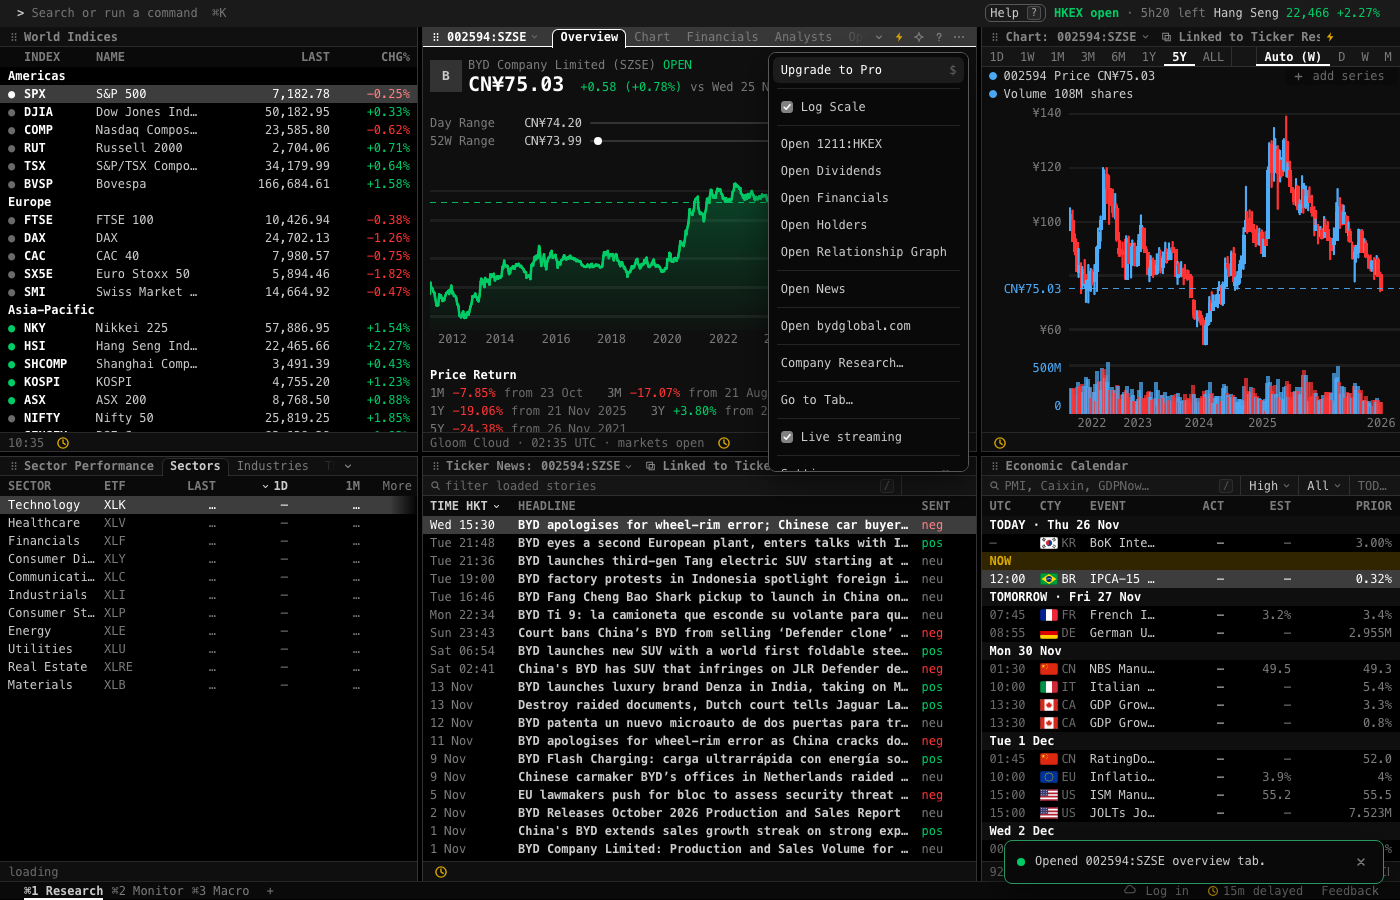 > Search or run a command ⌘K
Help ? HKEX open · 5h20 left Hang Seng 22,466 +2.27%
World Indices
INDEX NAME LAST CHG%
Americas
SPX S&P 500 7,182.78 −0.25%
DJIA Dow Jones Ind… 50,182.95 +0.33%
COMP Nasdaq Compos… 23,585.80 −0.62%
RUT Russell 2000 2,704.06 +0.71%
TSX S&P/TSX Compo… 34,179.99 +0.64%
BVSP Bovespa 166,684.61 +1.58%
Europe
FTSE FTSE 100 10,426.94 −0.38%
DAX DAX 24,702.13 −1.26%
CAC CAC 40 7,980.57 −0.75%
SX5E Euro Stoxx 50 5,894.46 −1.82%
SMI Swiss Market … 14,664.92 −0.47%
Asia−Pacific
NKY Nikkei 225 57,886.95 +1.54%
HSI Hang Seng Ind… 22,465.66 +2.27%
SHCOMP Shanghai Comp… 3,491.39 +0.43%
KOSPI KOSPI 4,755.20 +1.23%
ASX ASX 200 8,768.50 +0.88%
NIFTY Nifty 50 25,819.25 +1.85%
10:35
002594:SZSE Overview Chart Financials Analysts ?
B
BYD Company Limited (SZSE) OPEN
CN¥75.03 +0.58 (+0.78%) vs Wed 25 N
Day Range CN¥74.20
52W Range CN¥73.99
2012 2014 2016 2018 2020 2022 2
Price Return
1M −7.85% from 23 Oct 3M −17.07% from 21 Aug
1Y −19.06% from 21 Nov 2025 3Y +3.80% from 2
5Y −24.38% from 26 Nov 2021
Gloom Cloud · 02:35 UTC · markets open
Upgrade to Pro $
Log Scale
Open 1211:HKEX
Open Dividends
Open Financials
Open Holders
Open Relationship Graph
Open News
Open bydglobal.com
Company Research…
Go to Tab…
Live streaming
Chart: 002594:SZSE Linked to Ticker Res
1D 1W 1M 3M 6M 1Y 5Y ALL Auto (W) D W M
002594 Price CN¥75.03 + add series
Volume 108M shares
¥140
¥120
¥100
CN¥75.03
¥60
500M
0
2022 2023 2024 2025 2026
Sector Performance Sectors Industries
SECTOR ETF LAST 1D 1M More
Technology XLK … — …
Healthcare XLV … — …
Financials XLF … — …
Consumer Di… XLY … — …
Communicati… XLC … — …
Industrials XLI … — …
Consumer St… XLP … — …
Energy XLE … — …
Utilities XLU … — …
Real Estate XLRE … — …
Materials XLB … — …
loading
Ticker News: 002594:SZSE Linked to Ticke
filter loaded stories /
TIME HKT HEADLINE SENT
Wed 15:30 BYD apologises for wheel−rim error; Chinese car buyer… neg
Tue 21:48 BYD eyes a second European plant, enters talks with I… pos
Tue 21:36 BYD launches third−gen Tang electric SUV starting at … neu
Tue 19:00 BYD factory protests in Indonesia spotlight foreign i… neu
Tue 16:46 BYD Fang Cheng Bao Shark pickup to launch in China on… neu
Mon 22:34 BYD Ti 9: la camioneta que esconde su volante para qu… neu
Sun 23:43 Court bans China’s BYD from selling ‘Defender clone’ … neg
Sat 06:54 BYD launches new SUV with a world first foldable stee… pos
Sat 02:41 China's BYD has SUV that infringes on JLR Defender de… neg
13 Nov BYD launches luxury brand Denza in India, taking on M… pos
13 Nov Destroy raided documents, Dutch court tells Jaguar La… pos
12 Nov BYD patenta un nuevo microauto de dos puertas para tr… neu
11 Nov BYD apologises for wheel−rim error as China cracks do… neg
9 Nov BYD Flash Charging: carga ultrarrápida con energía so… pos
9 Nov Chinese carmaker BYD’s offices in Netherlands raided … neu
5 Nov EU lawmakers push for bloc to assess security threat … neg
2 Nov BYD Releases October 2026 Production and Sales Report neu
1 Nov China's BYD extends sales growth streak on strong exp… pos
1 Nov BYD Company Limited: Production and Sales Volume for … neu
Economic Calendar
PMI, Caixin, GDPNow… / High All TOD…
UTC CTY EVENT ACT EST PRIOR
TODAY · Thu 26 Nov
— KR BoK Inte… — — 3.00%
NOW
12:00 BR IPCA−15 … — — 0.32%
TOMORROW · Fri 27 Nov
07:45 FR French I… — 3.2% 3.4%
08:55 DE German U… — — 2.955M
Mon 30 Nov
01:30 CN NBS Manu… — 49.5 49.3
10:00 IT Italian … — — 5.4%
13:30 CA GDP Grow… — — 3.3%
13:30 CA GDP Grow… — — 0.8%
Tue 1 Dec
01:45 CN RatingDo… — — 52.0
10:00 EU Inflatio… — 3.9% 4%
15:00 US ISM Manu… — 55.2 55.5
15:00 US JOLTs Jo… — — 7.523M
Wed 2 Dec
Opened 002594:SZSE overview tab. ×
⌘1 Research ⌘2 Monitor ⌘3 Macro +
Log in 15m delayed Feedback